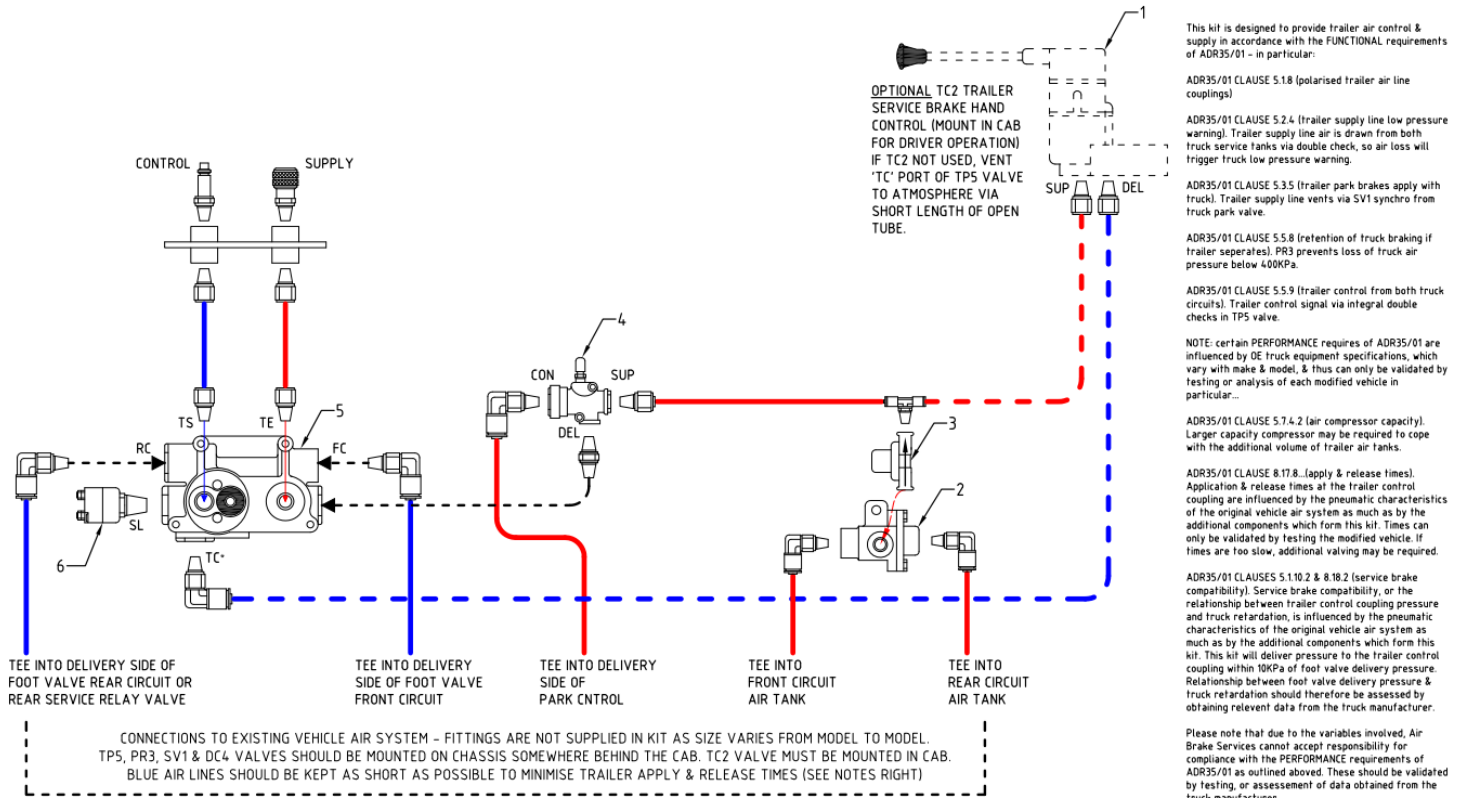 1
This kit is designed to provide trailer air control &
supply in accordance with the FUNCTIONAL requirements
of ADR35/01 - in particular:
ADR35/01 CLAUSE 5.1.8 (polarised trailer air line
couplings)
ADR35/01 CLAUSE 5.2.4 (trailer supply line low pressure
warning). Trailer supply line air is drawn from both
truck service tanks via double check, so air loss will
trigger truck low pressure warning.
ADR35/01 CLAUSE 5.3.5 (trailer park brakes apply with
truck). Trailer supply line vents via SV1 synchro from
truck park valve.
ADR35/01 CLAUSE 5.5.8 (retention of truck braking if
trailer seperates). PR3 prevents loss of truck air
pressure below 400KPa.
ADR35/01 CLAUSE 5.5.9 (trailer control from both truck
circuits). Trailer control signal via integral double
checks in TP5 valve.
NOTE: certain PERFORMANCE requires of ADR35/01 are
influenced by OE truck equipment specifications, which
vary with make & model, & thus can only be validated by
testing or analysis of each modified vehicle in
particular...
ADR35/01 CLAUSE 5.7.4.2 (air compressor capacity).
Larger capacity compressor may be required to cope
with the additional volume of trailer air tanks.
ADR35/01 CLAUSE 8.17.8...(apply & release times).
Application & release times at the trailer control
coupling are influenced by the pneumatic characteristics
of the original vehicle air system as much as by the
additional components which form this kit. Times can
only be validated by testing the modified vehicle. If
times are too slow, additional valving may be required.
ADR35/01 CLAUSES 5.1.10.2 & 8.18.2 (service brake
compatibility). Service brake compatibility, or the
relationship between trailer control coupling pressure
and truck retardation, is influenced by the pneumatic
characteristics of the original vehicle air system as
much as by the additional components which form this
kit. This kit will deliver pressure to the trailer control
coupling within 10KPa of foot valve delivery pressure.
Relationship between foot valve delivery pressure &
truck retardation should therefore be assessed by
obtaining relevent data from the truck manufacturer.
Please note that due to the variables involved, Air
Brake Services cannot accept responsibility for
compliance with the PERFORMANCE requirements of
ADR35/01 as outlined aboved. These should be validated
by testing, or assessement of data obtained from the
truck manufacturer
OPTIONAL TC2 TRAILER
SERVICE BRAKE HAND
CONTROL (MOUNT IN CAB
FOR DRIVER OPERATION)
IF TC2 NOT USED, VENT
'TC' PORT OF TP5 VALVE
TO ATMOSPHERE VIA
SHORT LENGTH OF OPEN
TUBE.
SUP
DEL
CONTROL
SUPPLY
4
CON
SUP
DEL
TS
TE
5
RC
FC
3
2
SL
6
TC*
TEE INTO DELIVERY SIDE OF
FOOT VALVE REAR CIRCUIT OR
REAR SERVICE RELAY VALVE
TEE INTO DELIVERY
SIDE OF FOOT VALVE
FRONT CIRCUIT
TEE INTO DELIVERY
SIDE OF
PARK CNTROL
TEE INTO
FRONT CIRCUIT
AIR TANK
TEE INTO
REAR CIRCUIT
AIR TANK
CONNECTIONS TO EXISTING VEHICLE AIR SYSTEM - FITTINGS ARE NOT SUPPLIED IN KIT AS SIZE VARIES FROM MODEL TO MODEL.
TP5, PR3, SV1 & DC4 VALVES SHOULD BE MOUNTED ON CHASSIS SOMEWHERE BEHIND THE CAB. TC2 VALVE MUST BE MOUNTED IN CAB.
BLUE AIR LINES SHOULD BE KEPT AS SHORT AS POSSIBLE TO MINIMISE TRAILER APPLY & RELEASE TIMES (SEE NOTES RIGHT)